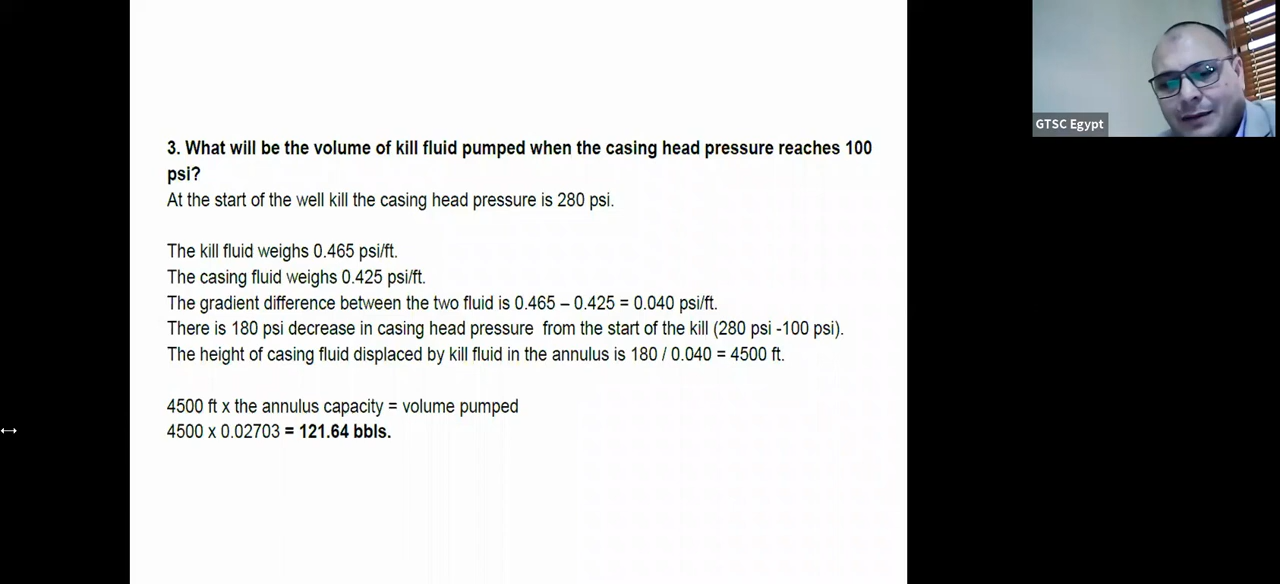 3. What will be the volume of kill fluid pumped when the casing head pressure reaches 100
psi?
At the start of the well kill the casing head pressure is 280 psi.
The kill fluid weighs 0.465 psi/ft.
The casing fluid weighs 0.425 psi/ft.
The gradient difference between the two fluid is 0.465 – 0.425 = 0.040 psi/ft.
There is 180 psi decrease in casing head pressure from the start of the kill (280 psi -100 psi).
The height of casing fluid displaced by kill fluid in the annulus is 180 / 0.040 = 4500 ft.
4500 ft x the annulus capacity = volume pumped
4500 x 0.02703 = 121.64 bbls.
GTSC Egypt